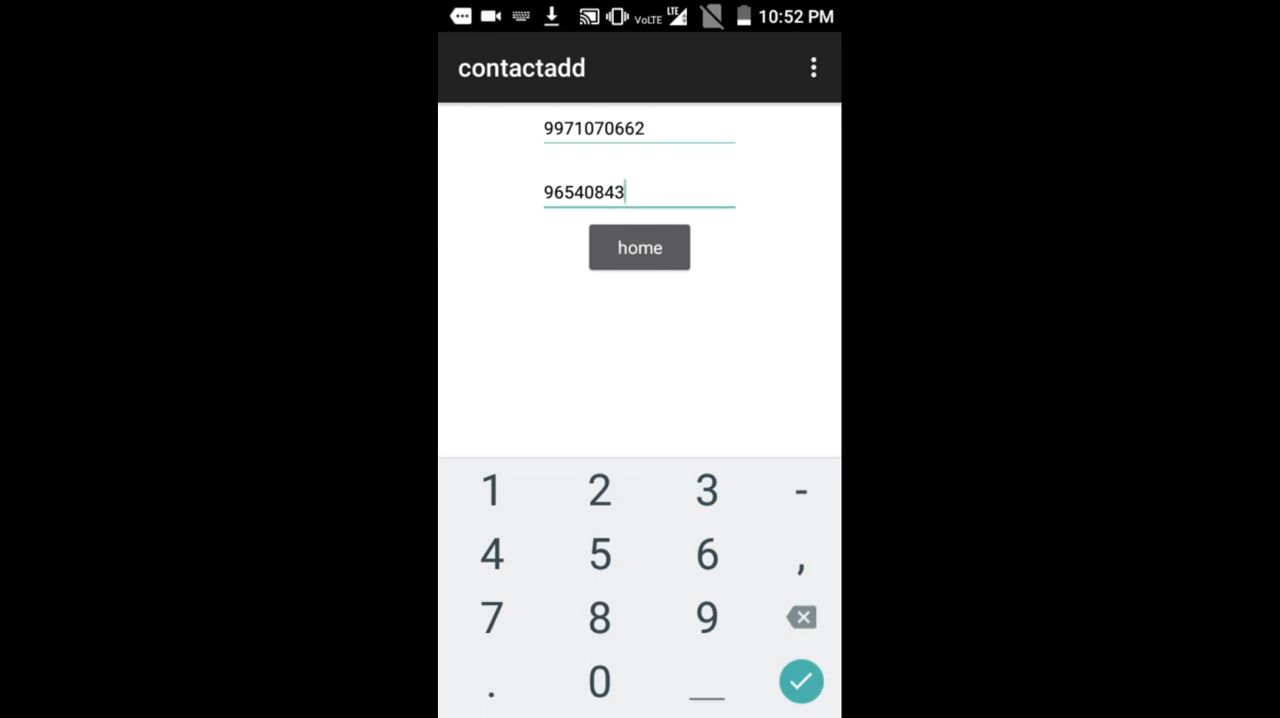 VoLTE LTE 10:52 PM
contactadd
9971070662
96540843
home
1 2 3 -
4 5 6 ,
7 8 9
. 0 _